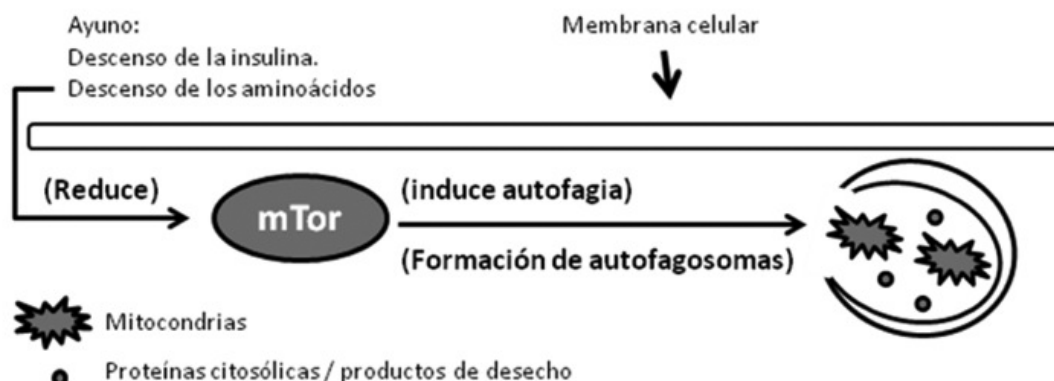 Ayuno:
Descenso de la insulina.
Descenso de los aminoácidos
Membrana celular
(Reduce)
mTor
(induce autofagia)
(Formación de autofagosomas)
Mitocondrias
Proteínas citosólicas / productos de desecho